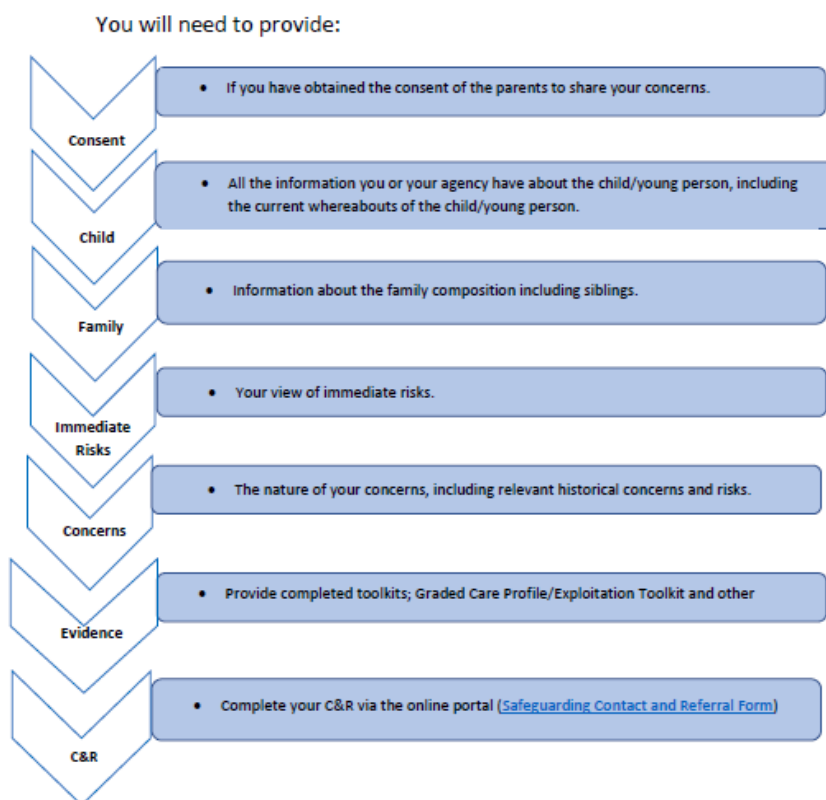 You will need to provide:
Consent
• If you have obtained the consent of the parents to share your concerns.
Child
• All the information you or your agency have about the child/young person, including
the current whereabouts of the child/young person.
Family
• Information about the family composition including siblings.
Immediate
Risks
• Your view of immediate risks.
Concerns
• The nature of your concerns, including relevant historical concerns and risks.
Evidence
• Provide completed toolkits; Graded Care Profile/Exploitation Toolkit and other
C&R
• Complete your C&R via the online portal (Safeguarding Contact and Referral Form)